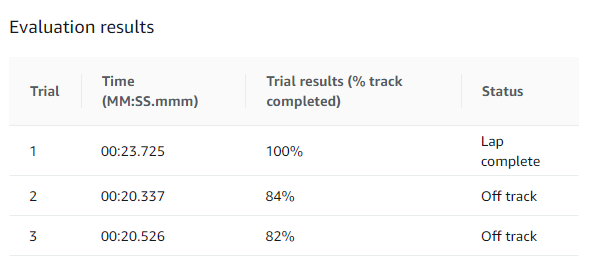 Evaluation results
Trial
Time (MM:SS.mmm)
Trial results (% track completed)
Status
1 00:23.725 100% Lap complete
2 00:20.337 84% Off track
3 00:20.526 82% Off track